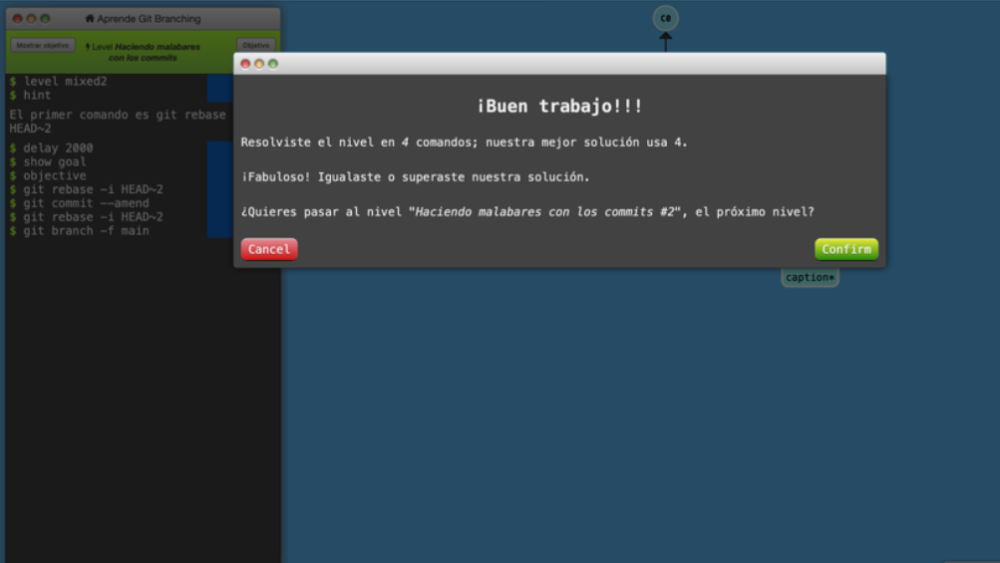 Aprende Git Branching
Mostrar objetivo
Level Haciendo malabares
con los commits
Objetivo
$ level mixed2
$ hint
El primer comando es git rebase
HEAD~2
$ delay 2000
$ show goal
$ objective
$ git rebase -i HEAD~2
$ git commit --amend
$ git rebase -i HEAD~2
$ git branch -f main
C0
¡Buen trabajo!!!
Resolviste el nivel en 4 comandos; nuestra mejor solución usa 4.
¡Fabuloso! Igualaste o superaste nuestra solución.
¿Quieres pasar al nivel "Haciendo malabares con los commits #2", el próximo nivel?
Cancel
Confirm
caption*